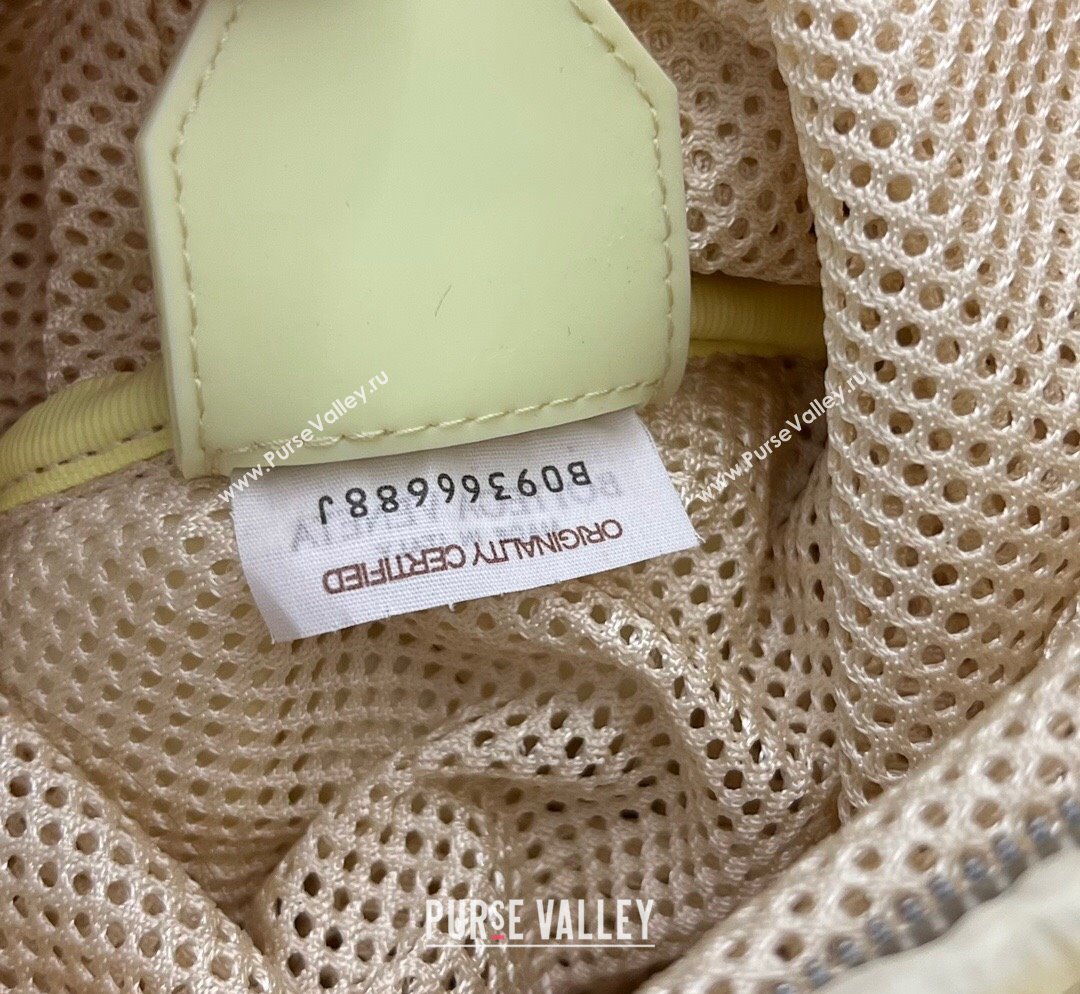 ORIGINALITY CERTIFIED
B09366688J
www.PurseValley.ru
www.PurseValley.ru
PURSE VALLEY